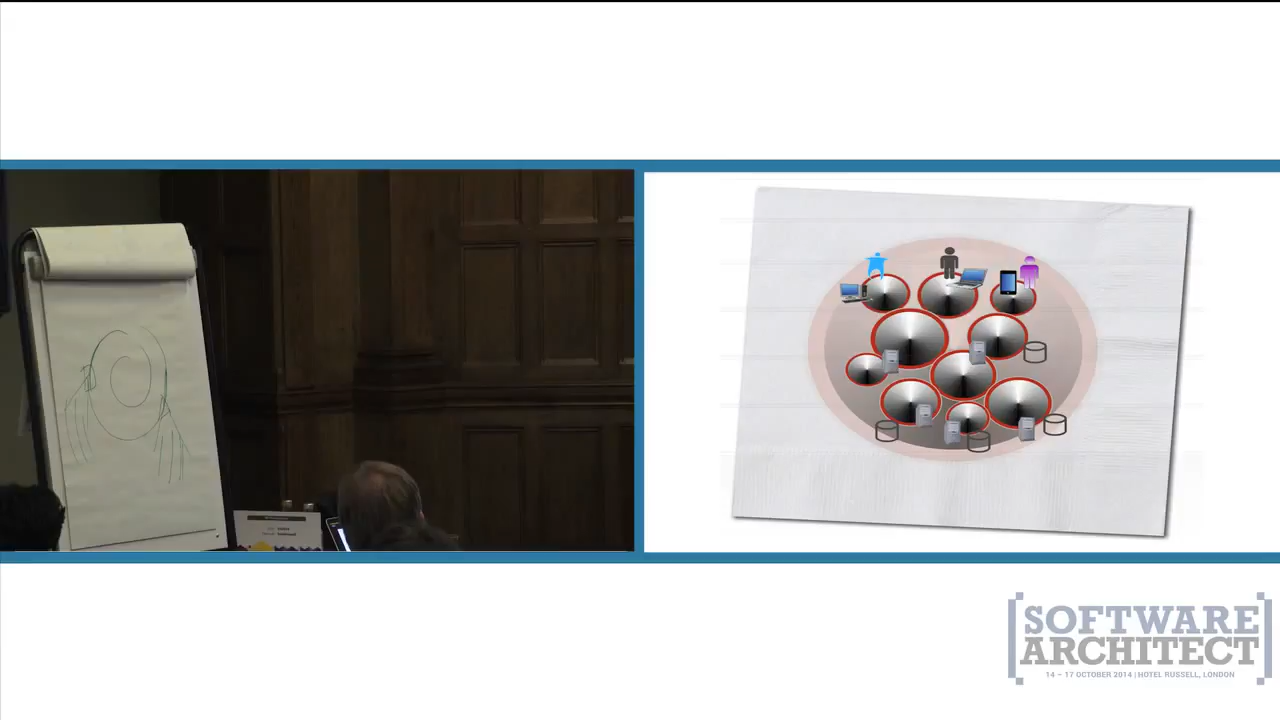 SOFTWARE
ARCHITECT
14 – 17 OCTOBER 2014 | HOTEL RUSSELL, LONDON